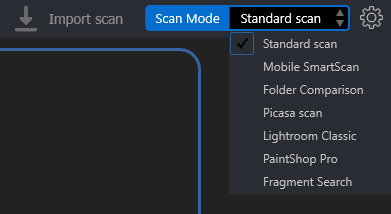 Import scan Scan Mode Standard scan
Standard scan
Mobile SmartScan
Folder Comparison
Picasa scan
Lightroom Classic
PaintShop Pro
Fragment Search